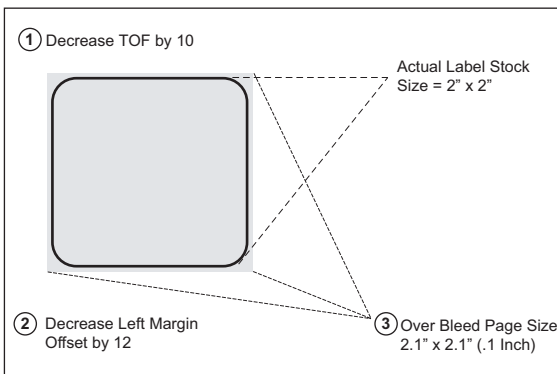 1 Decrease TOF by 10
Actual Label Stock
Size = 2” x 2”
2 Decrease Left Margin
Offset by 12
3 Over Bleed Page Size
2.1” x 2.1” (.1 Inch)